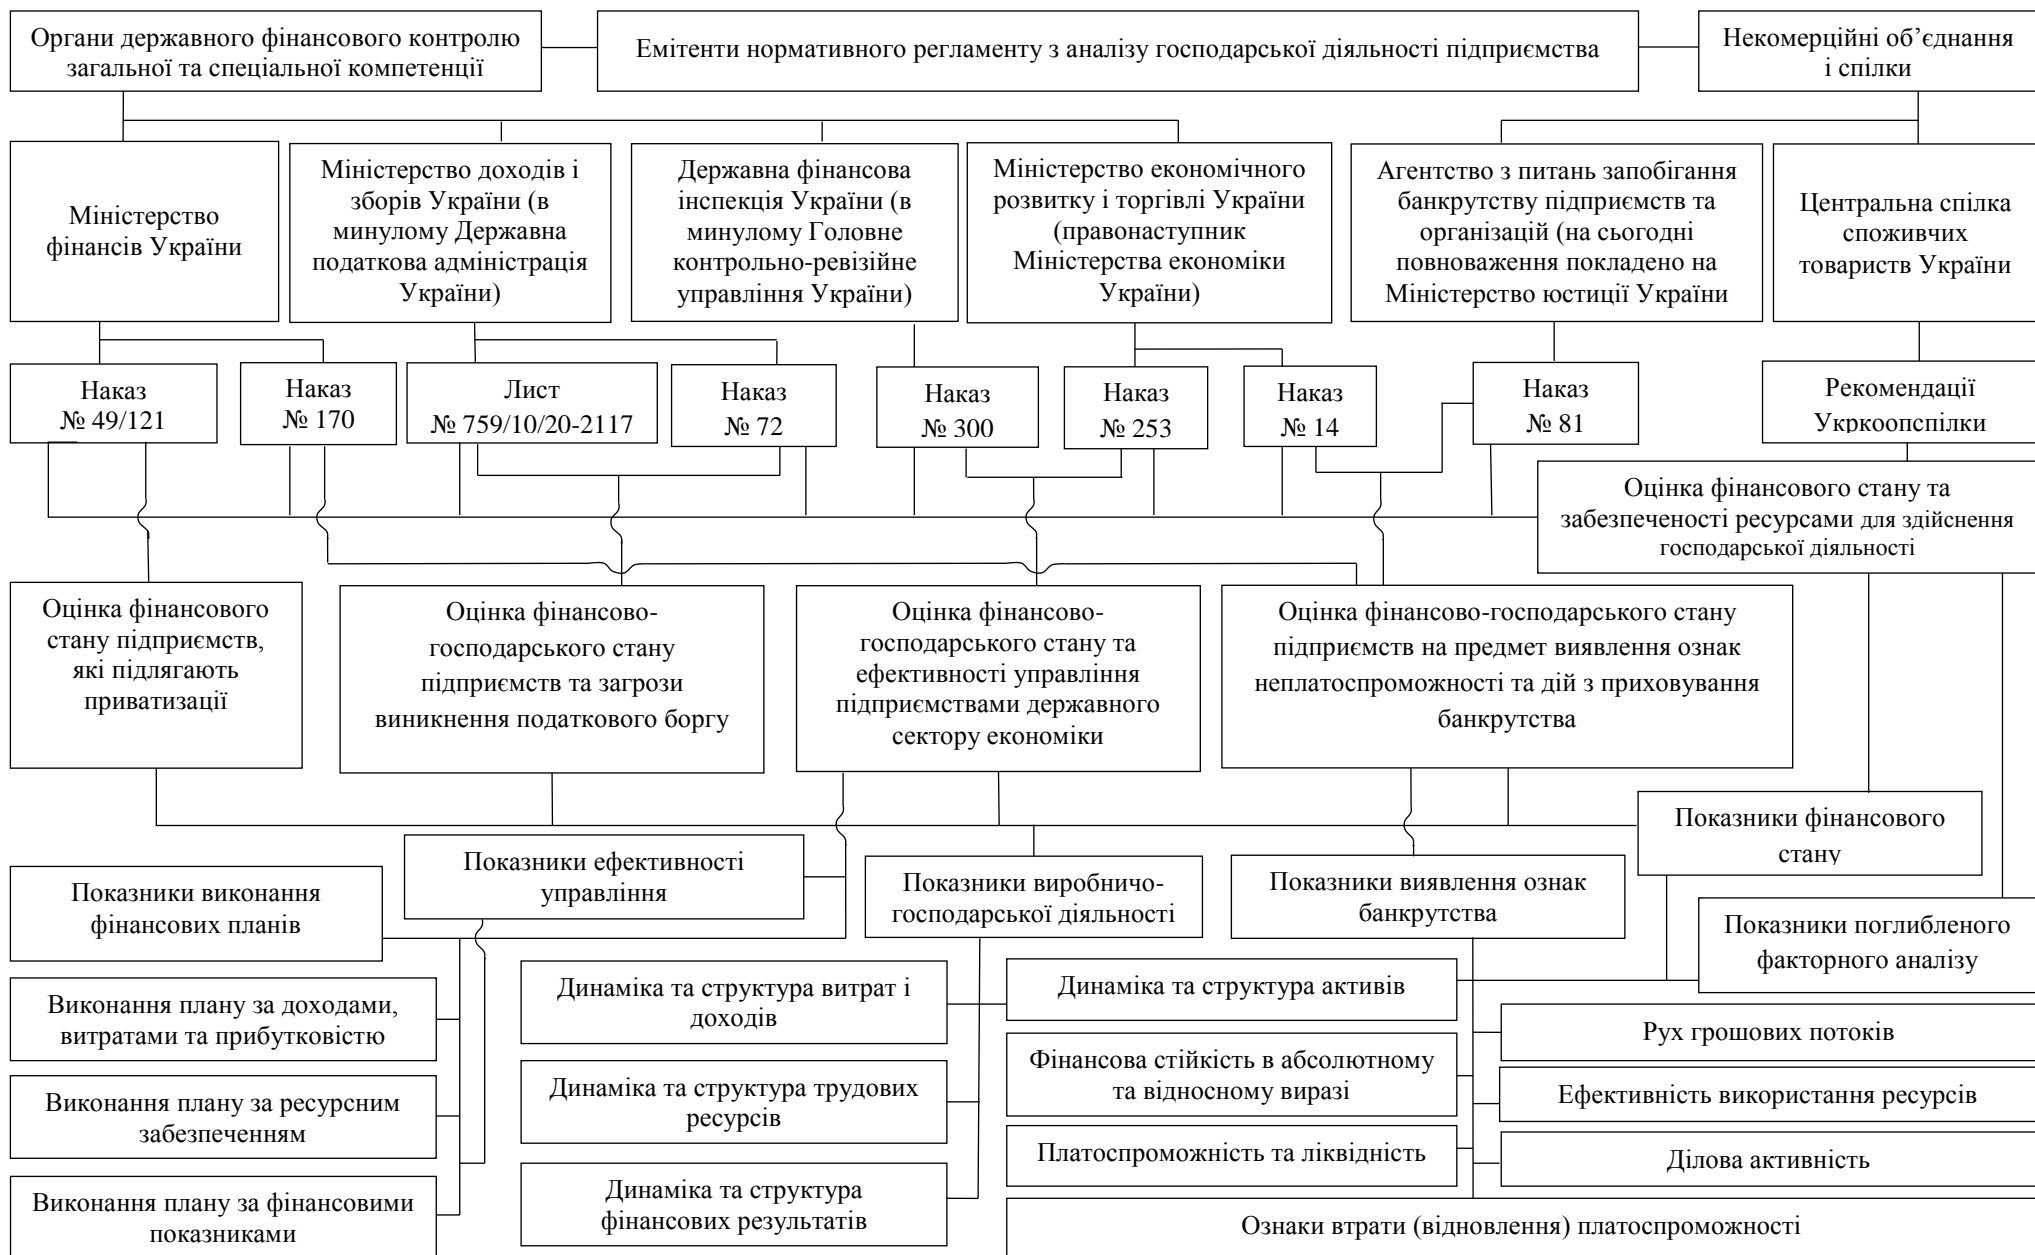 Органи державного фінансового контролю
загальної та спеціальної компетенції
Емітенти нормативного регламенту з аналізу господарської діяльності підприємства
Некомерційні об’єднання
і спілки
Міністерство
фінансів України
Міністерство доходів і
зборів України (в
минулому Державна
податкова адміністрація
України)
Державна фінансова
інспекція України (в
минулому Головне
контрольно-ревізійне
управління України)
Міністерство економічного
розвитку і торгівлі України
(правонаступник
Міністерства економіки
України)
Агентство з питань запобігання
банкрутству підприємств та
організацій (на сьогодні
повноваження покладено на
Міністерство юстиції України
Центральна спілка
споживчих
товариств України
Наказ
№ 49/121
Наказ
№ 170
Лист
№ 759/10/20-2117
Наказ
№ 72
Наказ
№ 300
Наказ
№ 253
Наказ
№ 14
Наказ
№ 81
Рекомендації
Укркоопспілки
Оцінка фінансового стану та
забезпеченості ресурсами для здійснення
господарської діяльності
Оцінка фінансового
стану підприємств,
які підлягають
приватизації
Оцінка фінансово-
господарського стану
підприємств та загрози
виникнення податкового боргу
Оцінка фінансово-
господарського стану та
ефективності управління
підприємствами державного
сектору економіки
Оцінка фінансово-господарського стану
підприємств на предмет виявлення ознак
неплатоспроможності та дій з приховування
банкрутства
Показники фінансового
стану
Показники ефективності
управління
Показники виконання
фінансових планів
Показники виробничо-
господарської діяльності
Показники виявлення ознак
банкрутства
Показники поглибленого
факторного аналізу
Виконання плану за доходами,
витратами та прибутковістю
Динаміка та структура витрат і
доходів
Динаміка та структура активів
Рух грошових потоків
Виконання плану за ресурсним
забезпеченням
Динаміка та структура трудових
ресурсів
Фінансова стійкість в абсолютному
та відносному виразі
Ефективність використання ресурсів
Платоспроможність та ліквідність
Ділова активність
Виконання плану за фінансовими
показниками
Динаміка та структура
фінансових результатів
Ознаки втрати (відновлення) платоспроможності